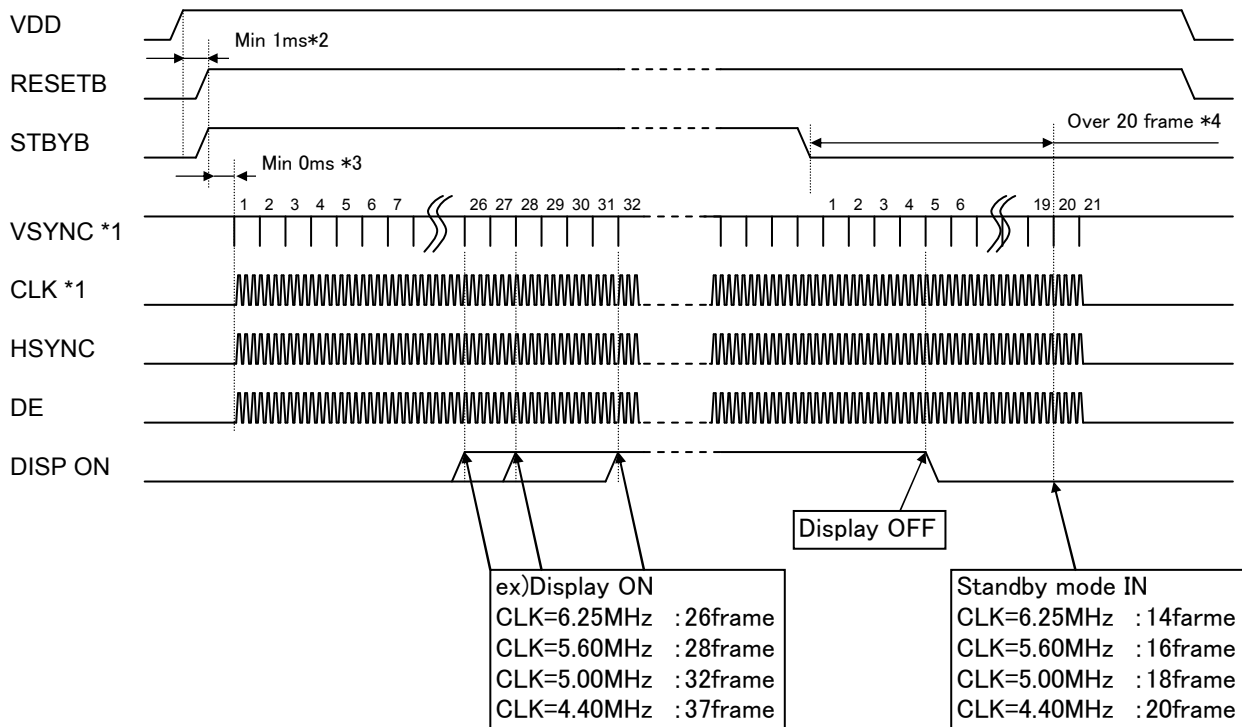 VDD
Min 1ms*2
RESETB
STBYB
Over 20 frame *4
Min 0ms *3
1 2 3 4 5 6 7 26 27 28 29 30 31 32 1 2 3 4 5 6 19 20 21
VSYNC *1
CLK *1
HSYNC
DE
DISP ON
Display OFF
ex)Display ON
CLK=6.25MHz :26frame
CLK=5.60MHz :28frame
CLK=5.00MHz :32frame
CLK=4.40MHz :37frame
Standby mode IN
CLK=6.25MHz :14farme
CLK=5.60MHz :16frame
CLK=5.00MHz :18frame
CLK=4.40MHz :20frame